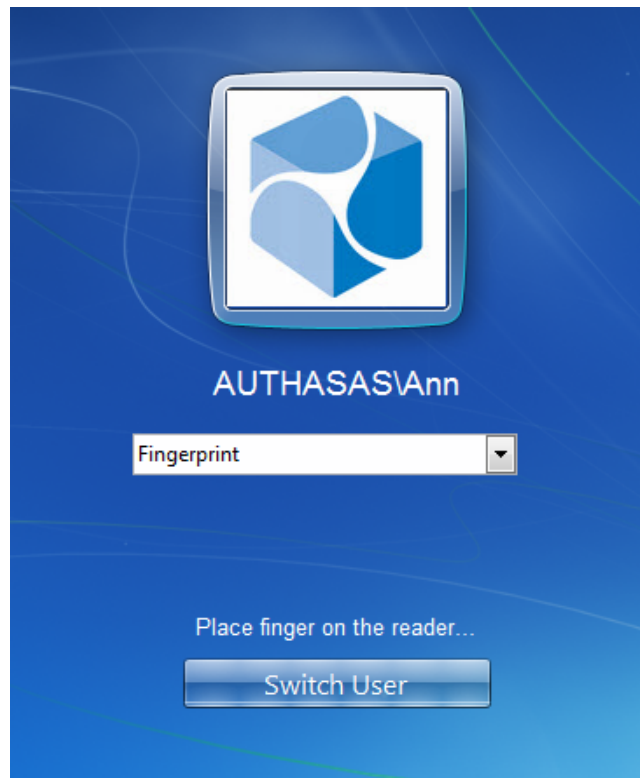 AUTHASAS\Ann
Fingerprint
Place finger on the reader...
Switch User